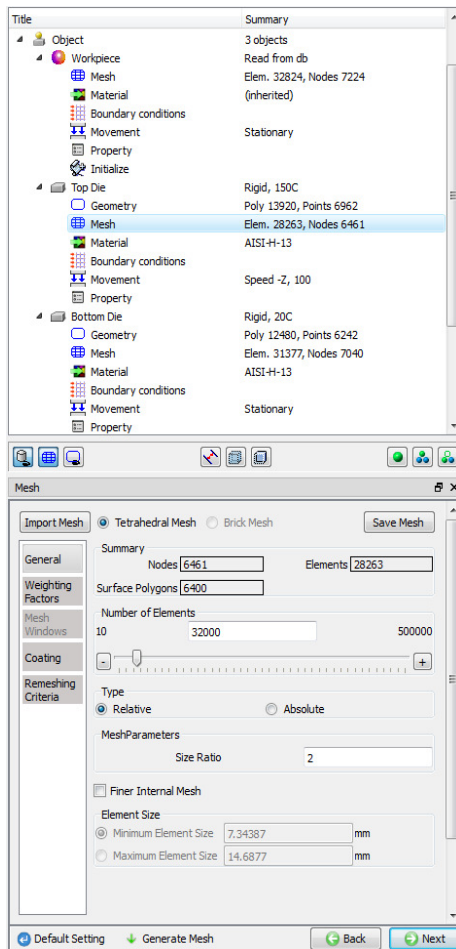 Title Summary
Object 3 objects
Workpiece Read from db
Mesh Elem. 32824, Nodes 7224
Material (inherited)
Boundary conditions
Movement Stationary
Property
Initialize
Top Die Rigid, 150C
Geometry Poly 13920, Points 6962
Mesh Elem. 28263, Nodes 6461
Material AISI-H-13
Boundary conditions
Movement Speed -Z, 100
Property
Bottom Die Rigid, 20C
Geometry Poly 12480, Points 6242
Mesh Elem. 31377, Nodes 7040
Material AISI-H-13
Boundary conditions
Movement Stationary
Property
Mesh
Import Mesh Tetrahedral Mesh Brick Mesh Save Mesh
General
Weighting
Factors
Mesh
Windows
Coating
Remeshing
Criteria
Summary
Nodes 6461 Elements 28263
Surface Polygons 6400
Number of Elements
10 32000 500000
- +
Type
Relative Absolute
MeshParameters
Size Ratio 2
Finer Internal Mesh
Element Size
Minimum Element Size 7.34387 mm
Maximum Element Size 14.6877 mm
Default Setting Generate Mesh Back Next